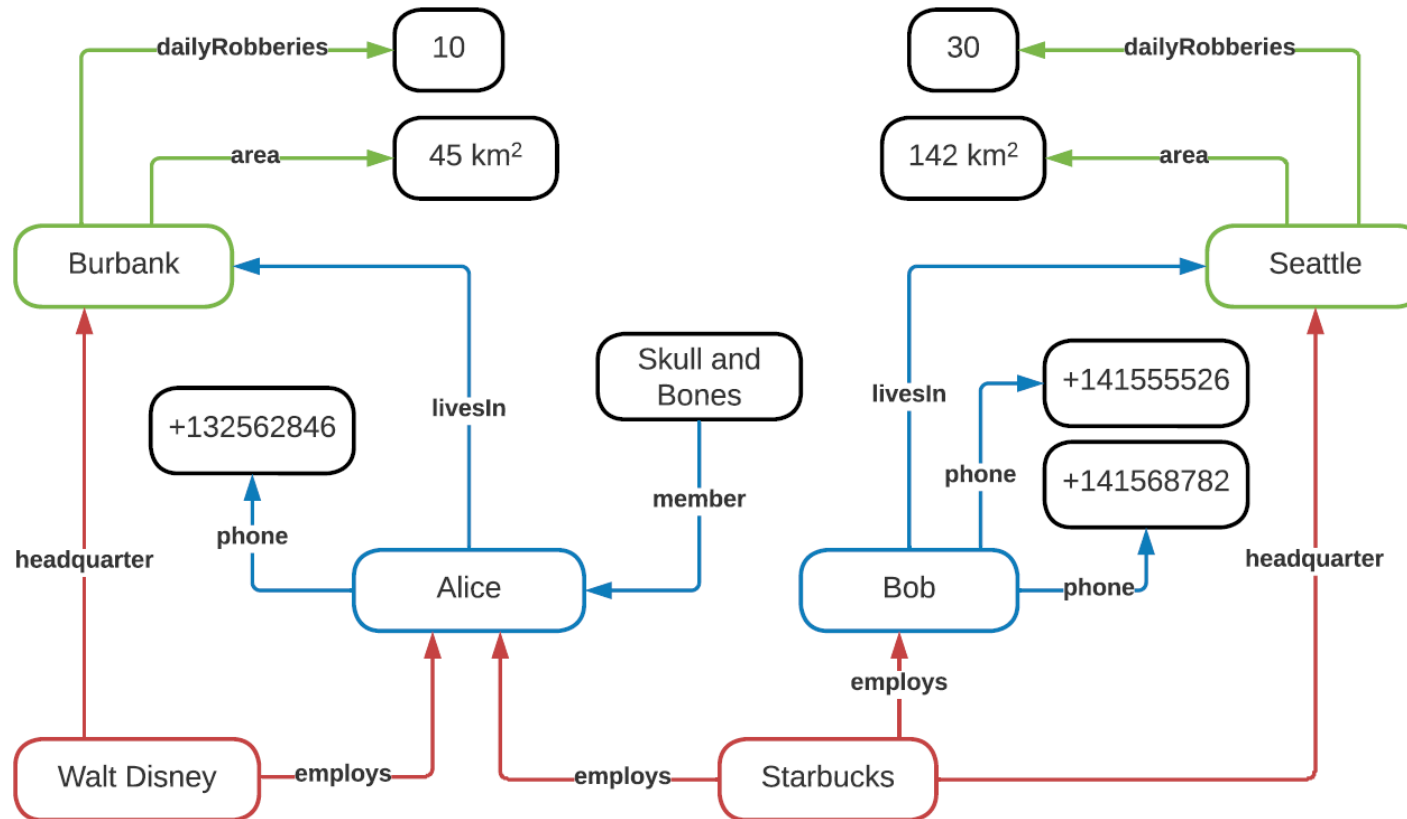 dailyRobberies
10
30
dailyRobberies
area
45 km²
142 km²
area
Burbank
Seattle
Skull and
Bones
+141555526
livesIn
livesIn
+132562846
phone
+141568782
member
phone
headquarter
headquarter
Alice
Bob
phone
employs
Walt Disney
employs
employs
Starbucks